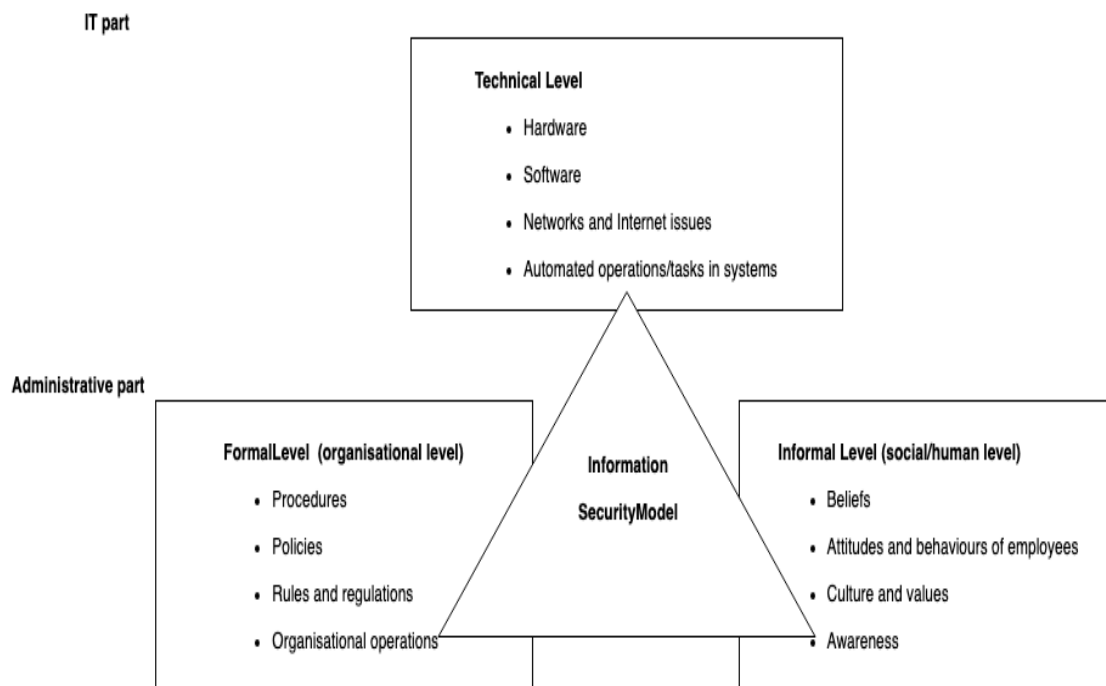 IT part
Technical Level
• Hardware
• Software
• Networks and Internet issues
• Automated operations/tasks in systems
Administrative part
FormalLevel (organisational level)
• Procedures
• Policies
• Rules and regulations
• Organisational operations
Information
SecurityModel
Informal Level (social/human level)
• Beliefs
• Attitudes and behaviours of employees
• Culture and values
• Awareness